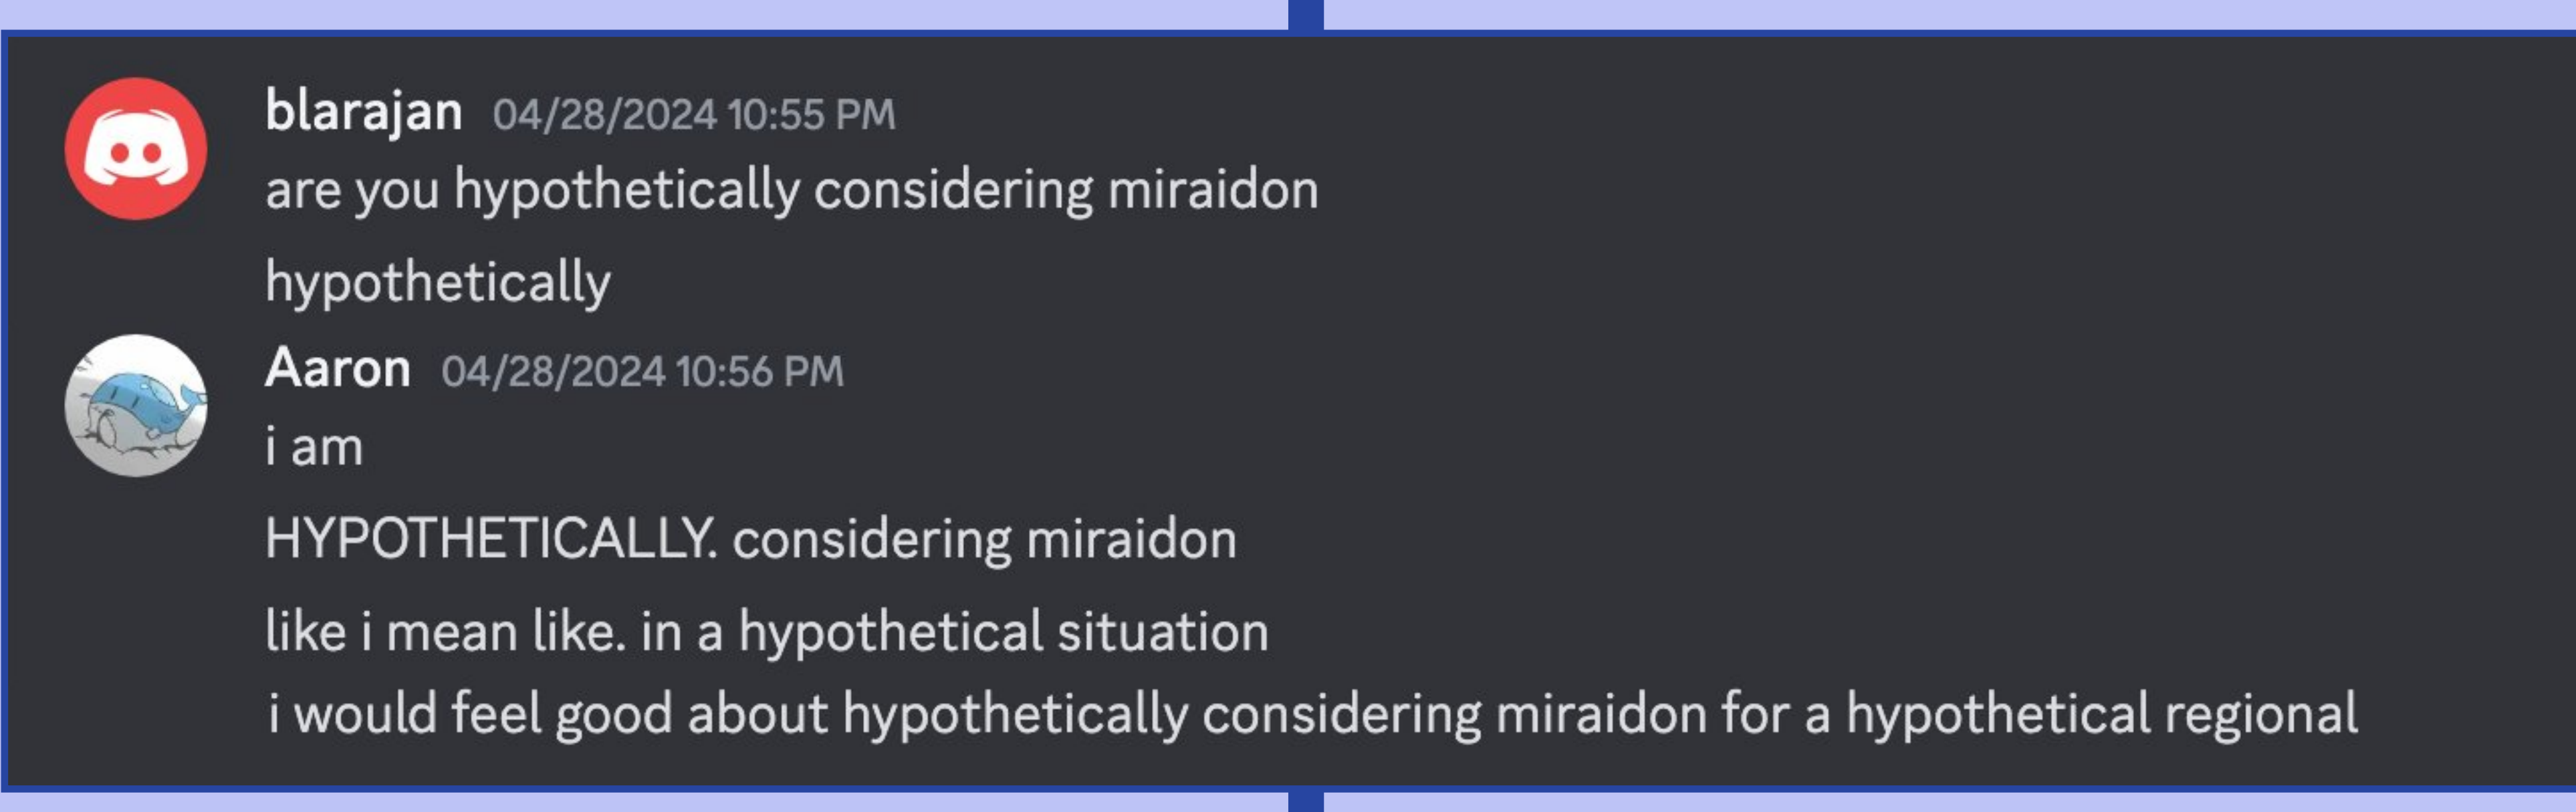 blarajan 04/28/2024 10:55 PM
are you hypothetically considering miraidon
hypothetically
Aaron 04/28/2024 10:56 PM
i am
HYPOTHETICALLY. considering miraidon
like i mean like. in a hypothetical situation
i would feel good about hypothetically considering miraidon for a hypothetical regional